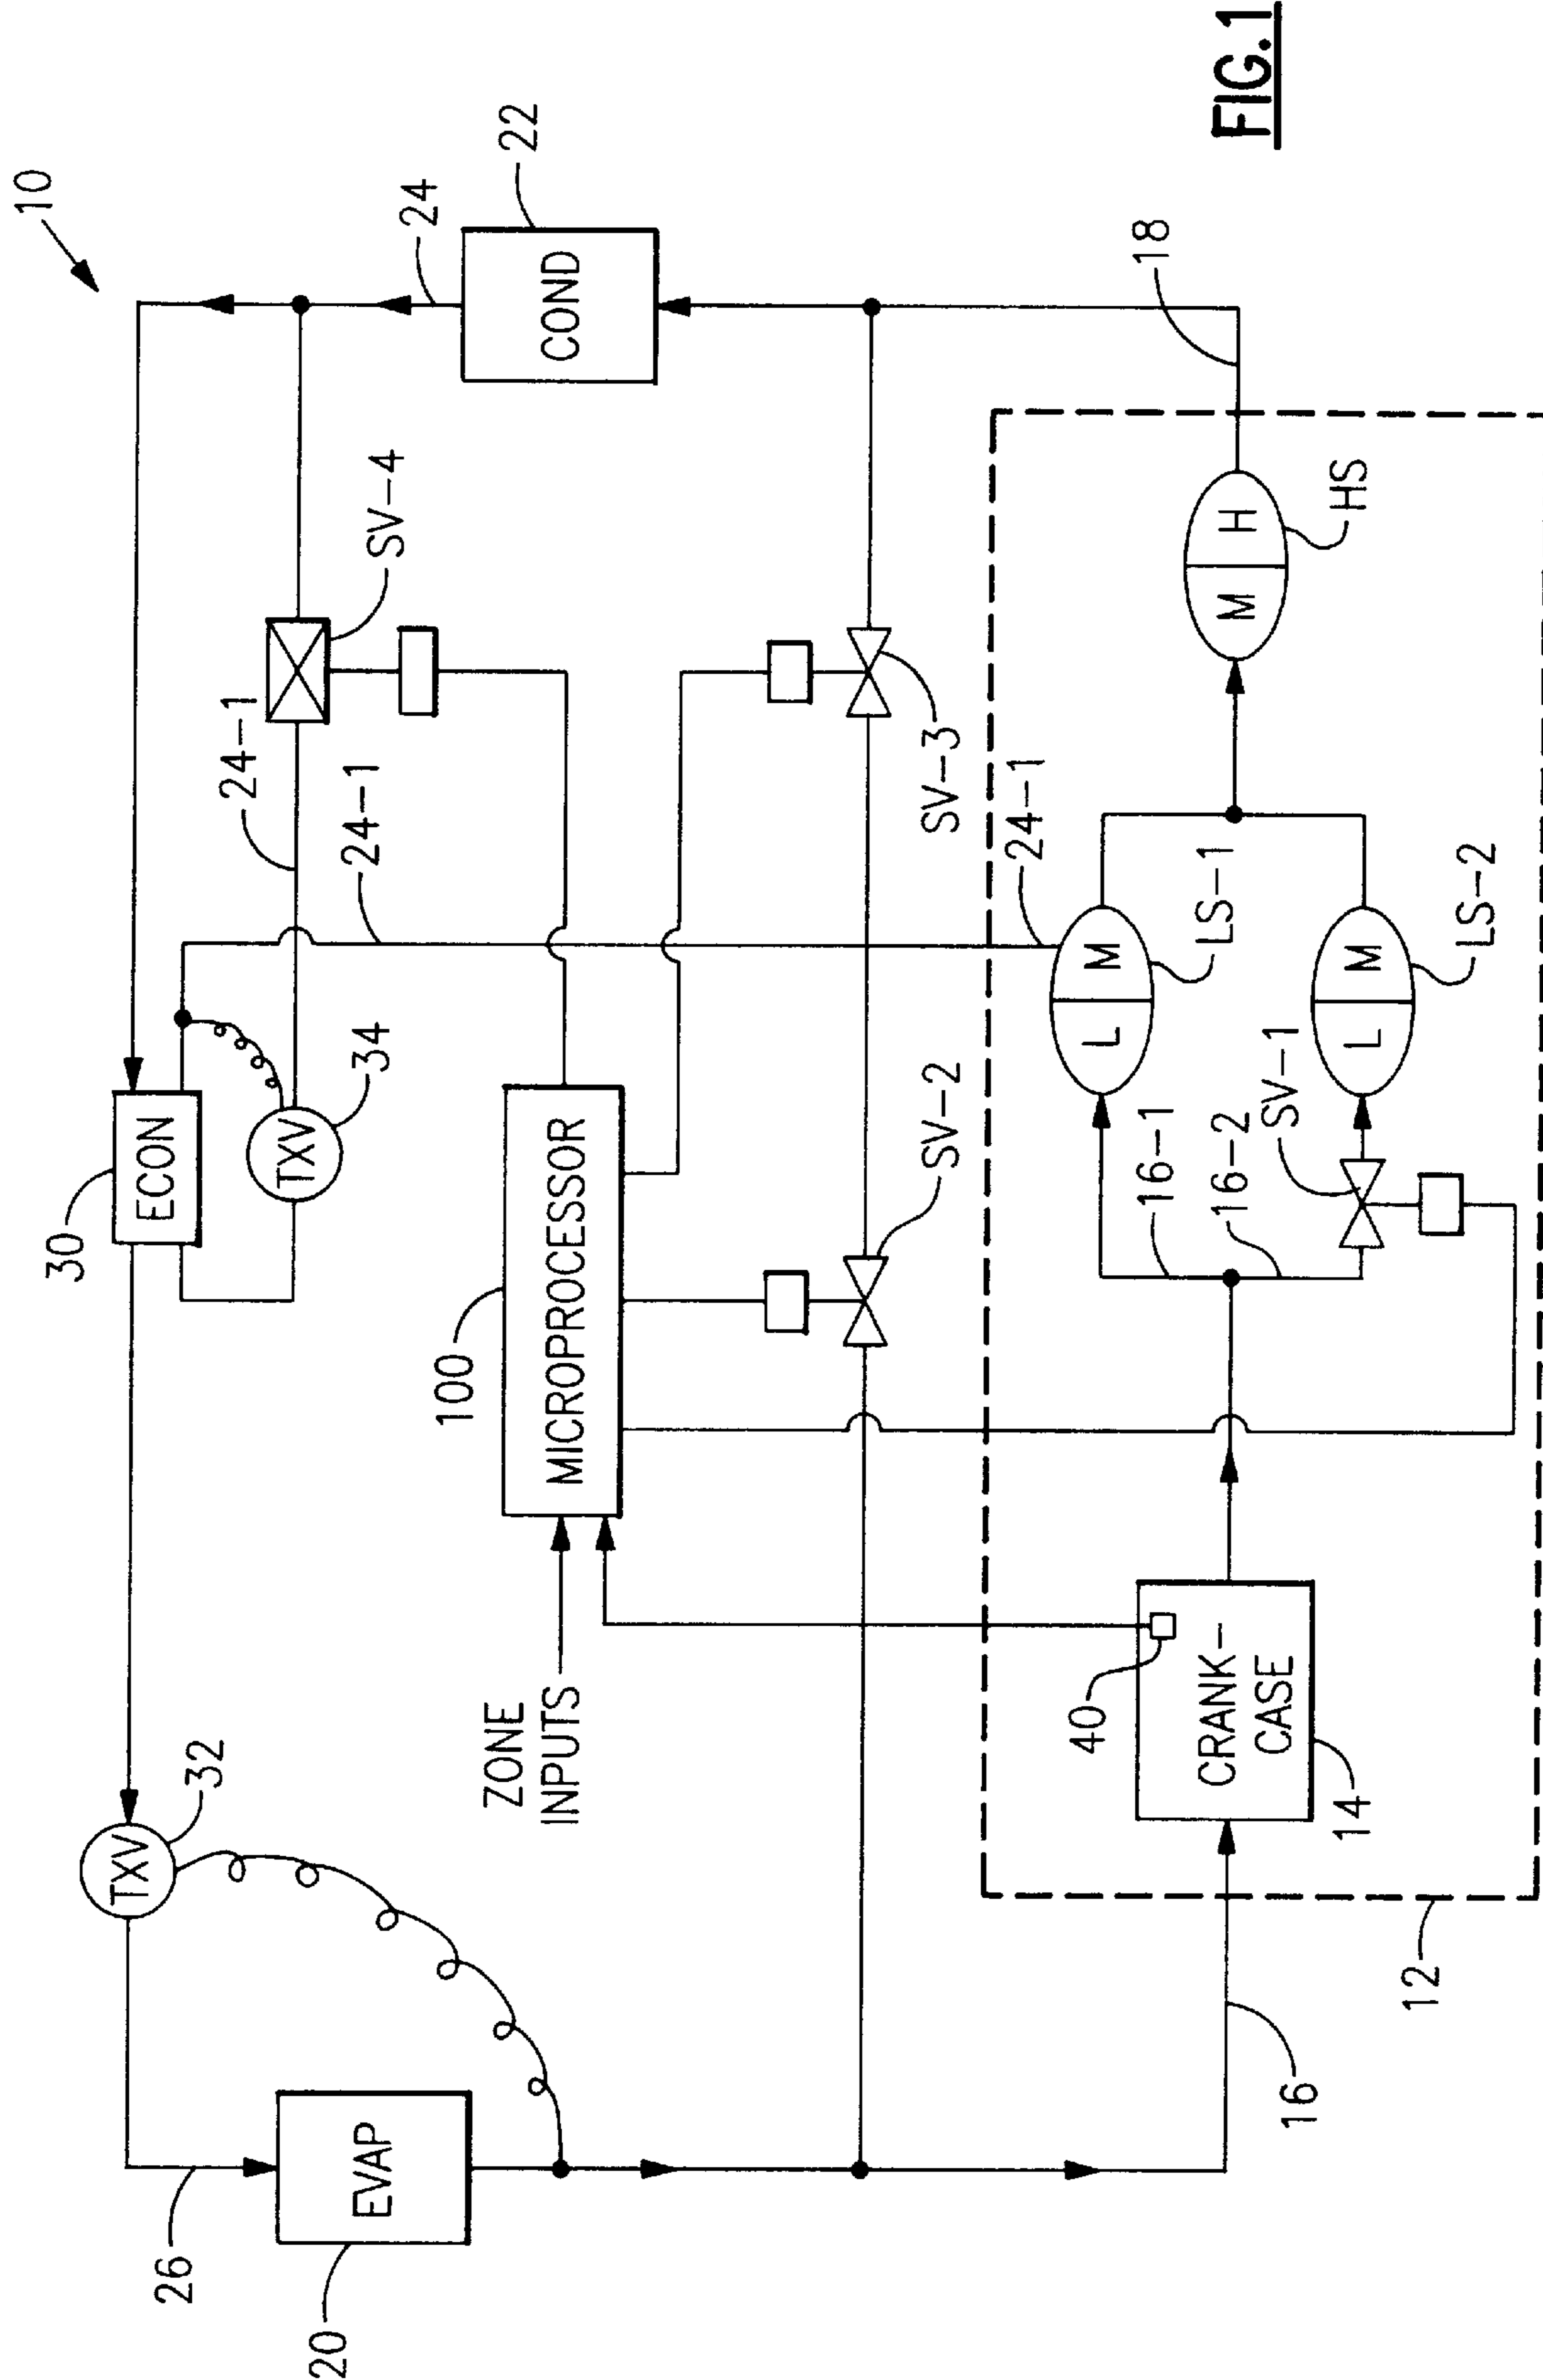 10
30
ECON
TXV
34
24-1
24-1
SV-4
24
22
COND
32
TXV
26
20
EVAP
ZONE
INPUTS
100
MICROPROCESSOR
SV-2
SV-3
18
16
12
14
CRANK-
CASE
40
16-1
16-2
SV-1
L M
LS-1
24-1
L M
LS-2
M H
HS
FIG.1